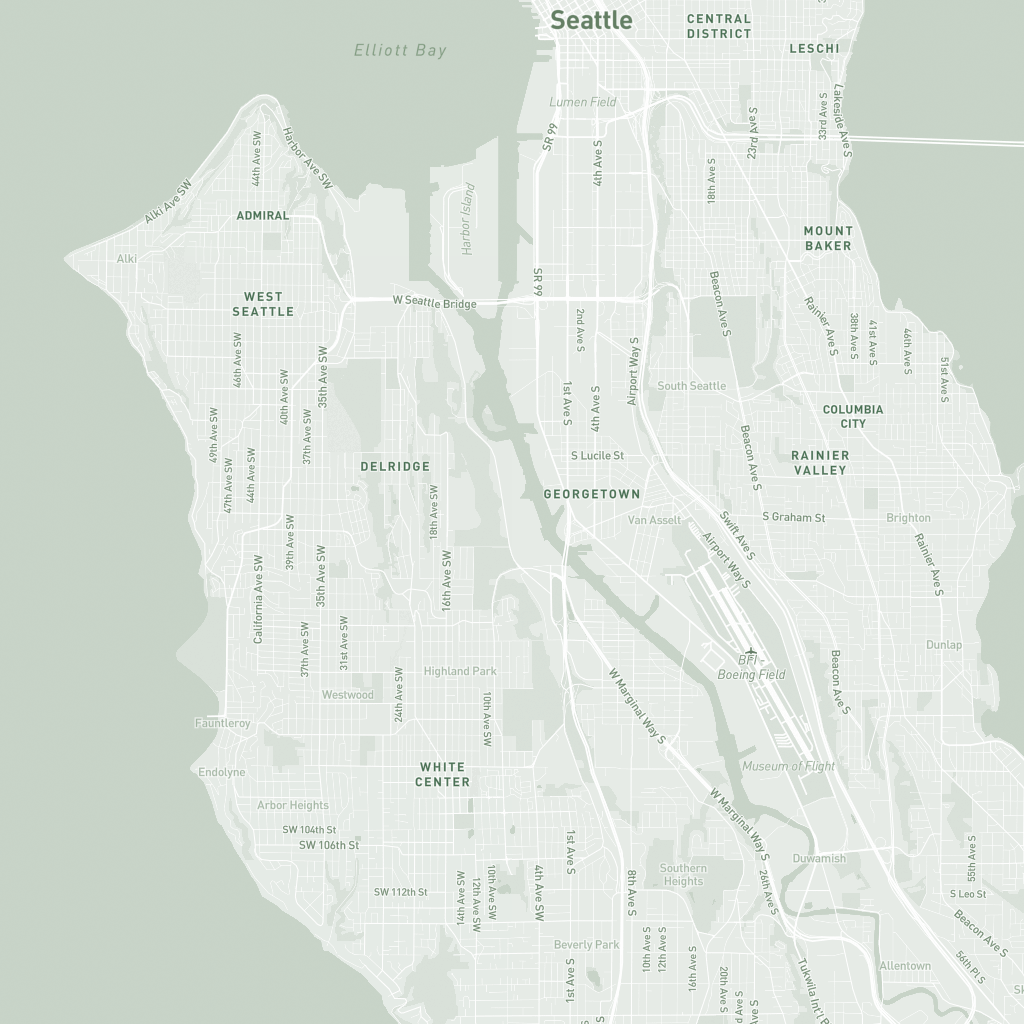 Seattle
CENTRAL
DISTRICT
LESCHI
Elliott Bay
Lumen Field
Lakeside Ave S
33rd Ave S
23rd Ave S
SR 99
4th Ave S
18th Ave S
44th Ave SW
Harbor Ave SW
Alki Ave SW
ADMIRAL
Harbor Island
MOUNT
BAKER
Alki
WEST
SEATTLE
W Seattle Bridge
SR 99
2nd Ave S
Beacon Ave S
Rainier Ave S
38th Ave S
41st Ave S
46th Ave S
51st Ave S
46th Ave SW
35th Ave SW
40th Ave SW
37th Ave SW
49th Ave SW
Airport Way S
South Seattle
1st Ave S
4th Ave S
COLUMBIA
CITY
S Lucile St
Beacon Ave S
RAINIER
VALLEY
DELRIDGE
44th Ave SW
47th Ave SW
18th Ave SW
GEORGETOWN
Van Asselt
Swift Ave S
S Graham St
Brighton
39th Ave SW
35th Ave SW
16th Ave SW
California Ave SW
Airport Way S
Rainier Ave S
37th Ave SW
31st Ave SW
Dunlap
BFI -
Boeing Field
Beacon Ave S
Highland Park
Westwood
24th Ave SW
10th Ave SW
W Marginal Way S
Fauntleroy
Endolyne
WHITE
CENTER
Museum of Flight
Arbor Heights
SW 104th St
SW 106th St
W Marginal Way S
1st Ave S
Duwamish
55th Ave S
Southern
Heights
SW 112th St
14th Ave SW
12th Ave SW
10th Ave SW
4th Ave SW
8th Ave S
26th Ave S
S Leo St
Beacon Ave S
Beverly Park
10th Ave S
12th Ave S
16th Ave S
1st Ave S
20th Ave S
Tukwila Int'l
Allentown
56th Pl S